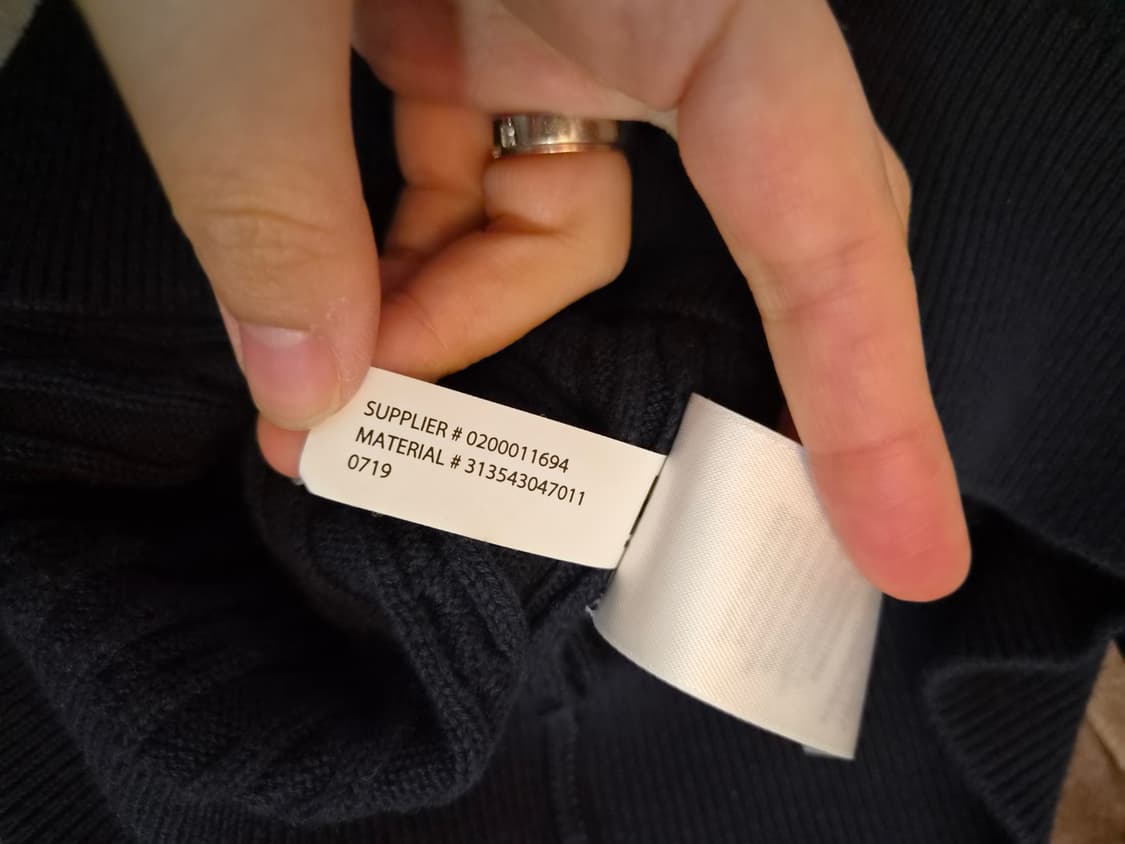 SUPPLIER # 0200011694
MATERIAL # 313543047011
0719